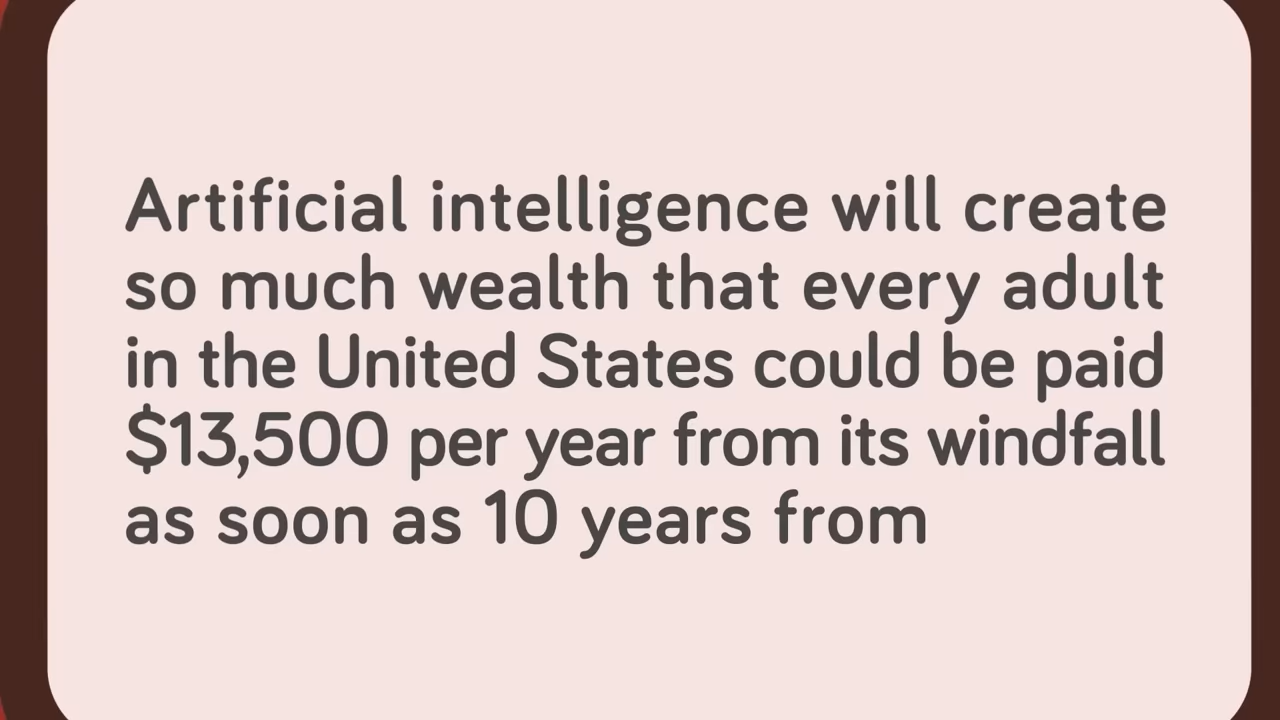 Artificial intelligence will create
so much wealth that every adult
in the United States could be paid
$13,500 per year from its windfall
as soon as 10 years from